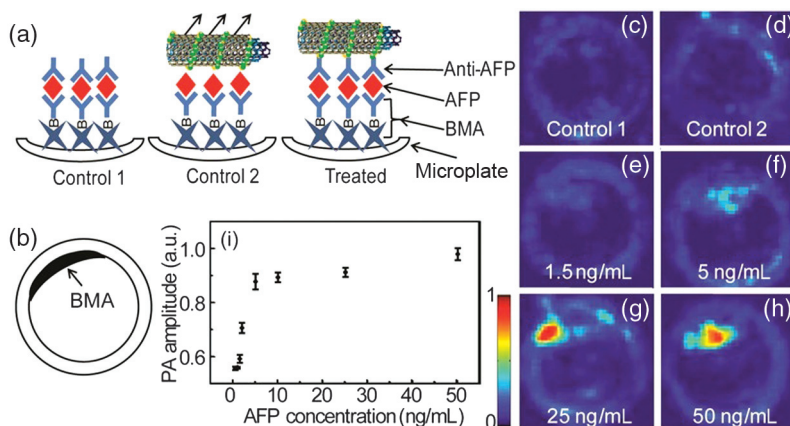 (a)
Anti-AFP
AFP
BMA
Microplate
B B B
B B B
B B B
Control 1
Control 2
Treated
(b)
BMA
(i)
PA amplitude (a.u.)
1.0
0.8
0.6
0 10 20 30 40 50
AFP concentration (ng/mL)
1
0
(c)
Control 1
(d)
Control 2
(e)
1.5 ng/mL
(f)
5 ng/mL
(g)
25 ng/mL
(h)
50 ng/mL